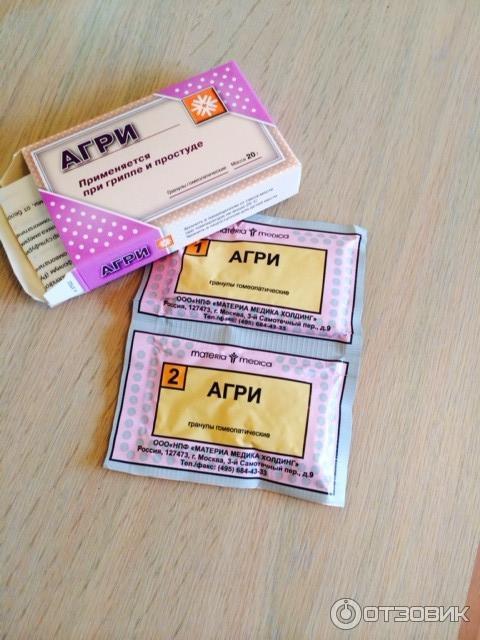 АГРИ
Применяется
при гриппе и простуде
Гранулы гомеопатические Масса 20 г
АГРИ
1
materia medica
АГРИ
гранулы гомеопатические
ООО«НПФ «МАТЕРИА МЕДИКА ХОЛДИНГ»
Россия, 127473, г. Москва, 3-й Самотечный пер., д.9
Тел./факс: (495) 684-43-33
materia medica
2
АГРИ
гранулы гомеопатические
ООО«НПФ «МАТЕРИА МЕДИКА ХОЛДИНГ»
Россия, 127473, г. Москва, 3-й Самотечный пер., д.9
Тел./факс: (495) 684-43-33
ОТЗОВИК